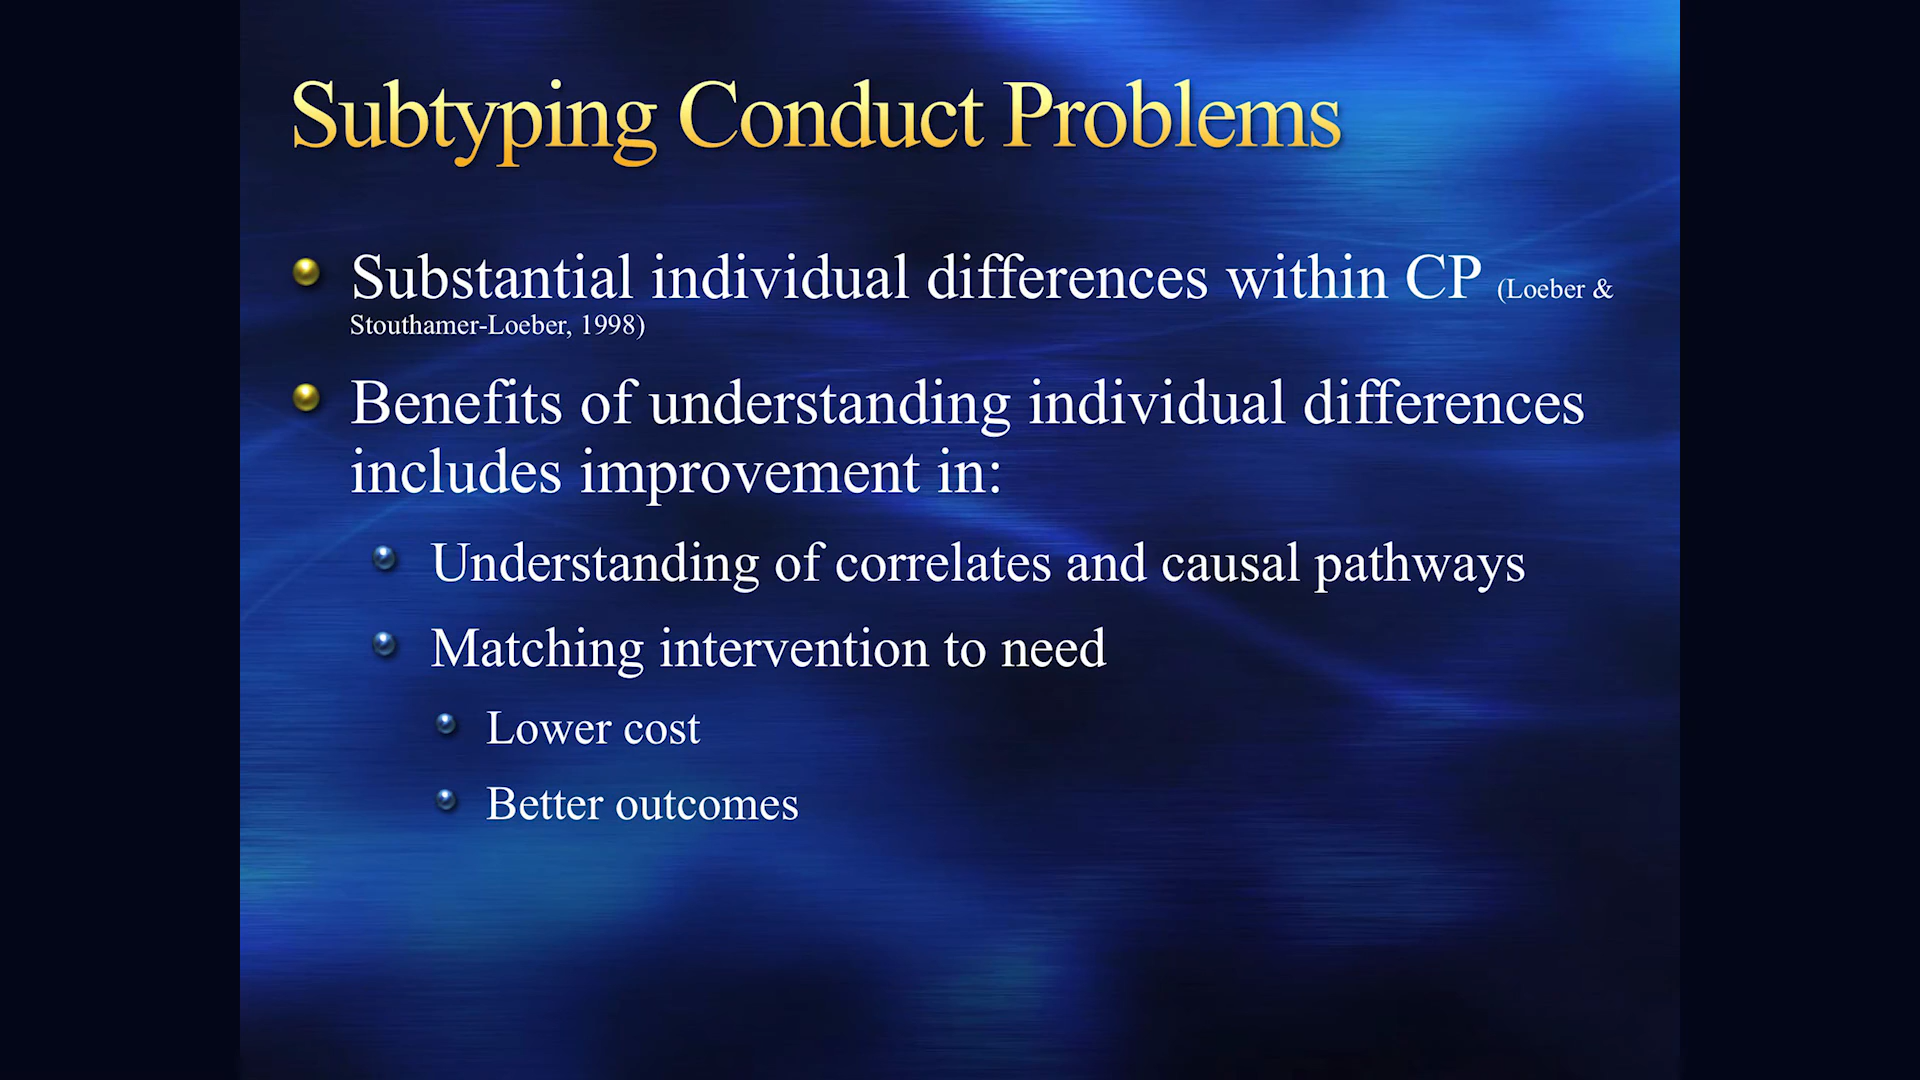 Subtyping Conduct Problems
Substantial individual differences within CP (Loeber &
Stouthamer-Loeber, 1998)
Benefits of understanding individual differences
includes improvement in:
Understanding of correlates and causal pathways
Matching intervention to need
Lower cost
Better outcomes